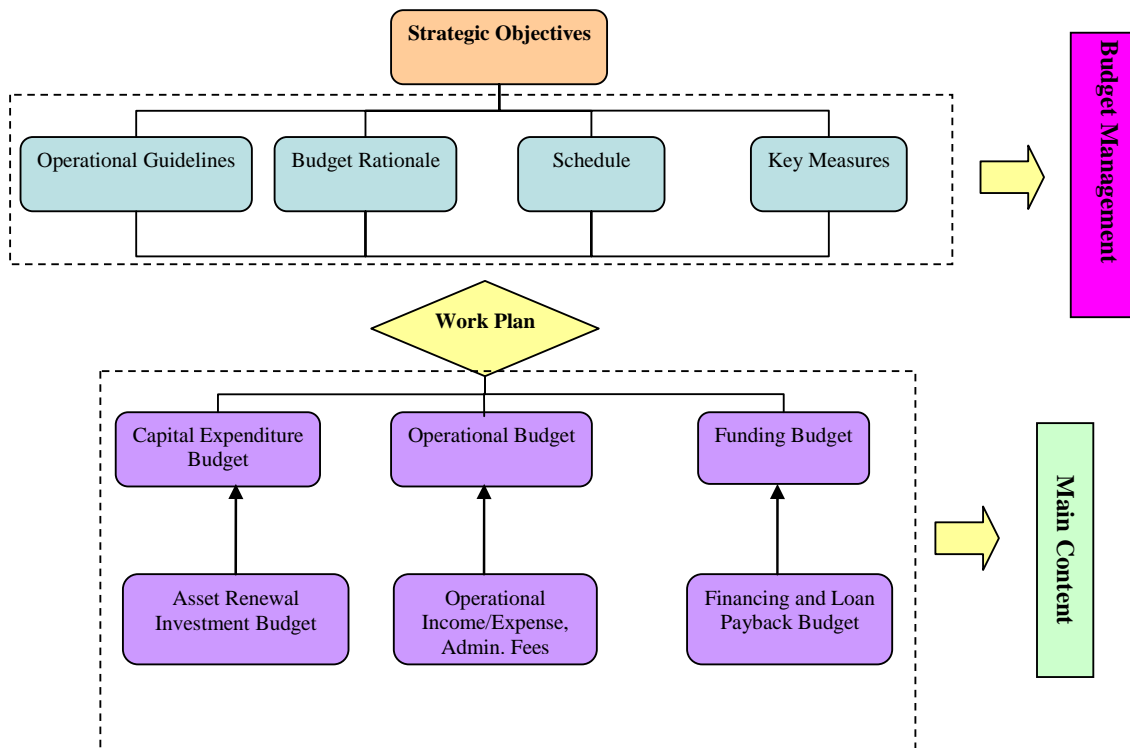 Strategic Objectives
Budget Management
Operational Guidelines
Budget Rationale
Schedule
Key Measures
Work Plan
Capital Expenditure
Budget
Operational Budget
Funding Budget
Main Content
Asset Renewal
Investment Budget
Operational
Income/Expense,
Admin. Fees
Financing and Loan
Payback Budget